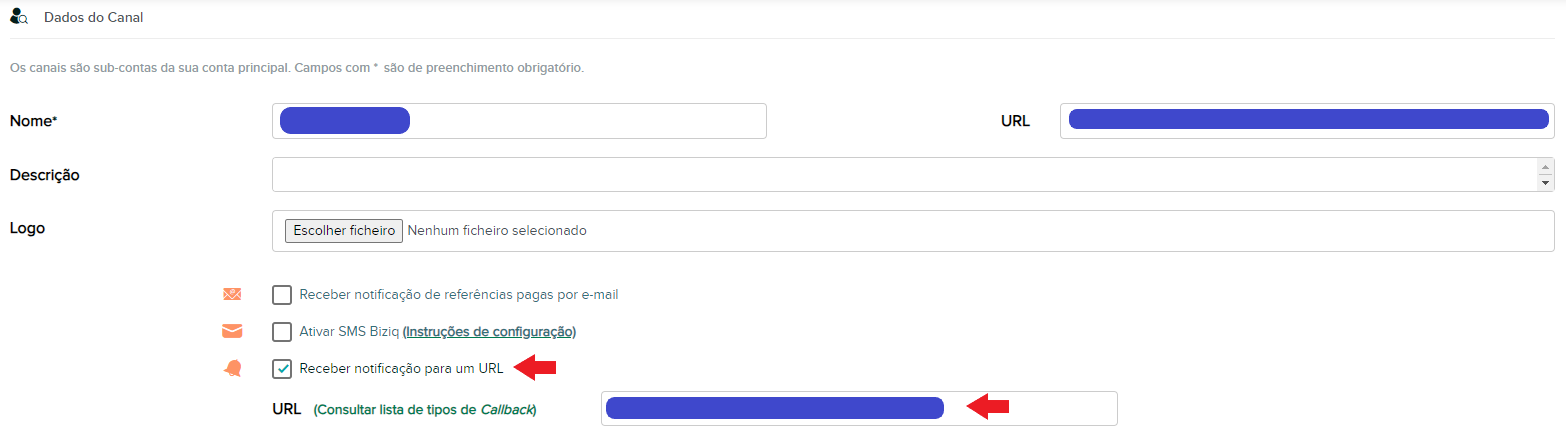 Dados do Canal
Os canais são sub-contas da sua conta principal. Campos com * são de preenchimento obrigatório.
Nome*
URL
Descrição
Logo
Escolher ficheiro Nenhum ficheiro selecionado
Receber notificação de referências pagas por e-mail
Ativar SMS Biziq (Instruções de configuração)
Receber notificação para um URL
URL (Consultar lista de tipos de Callback)